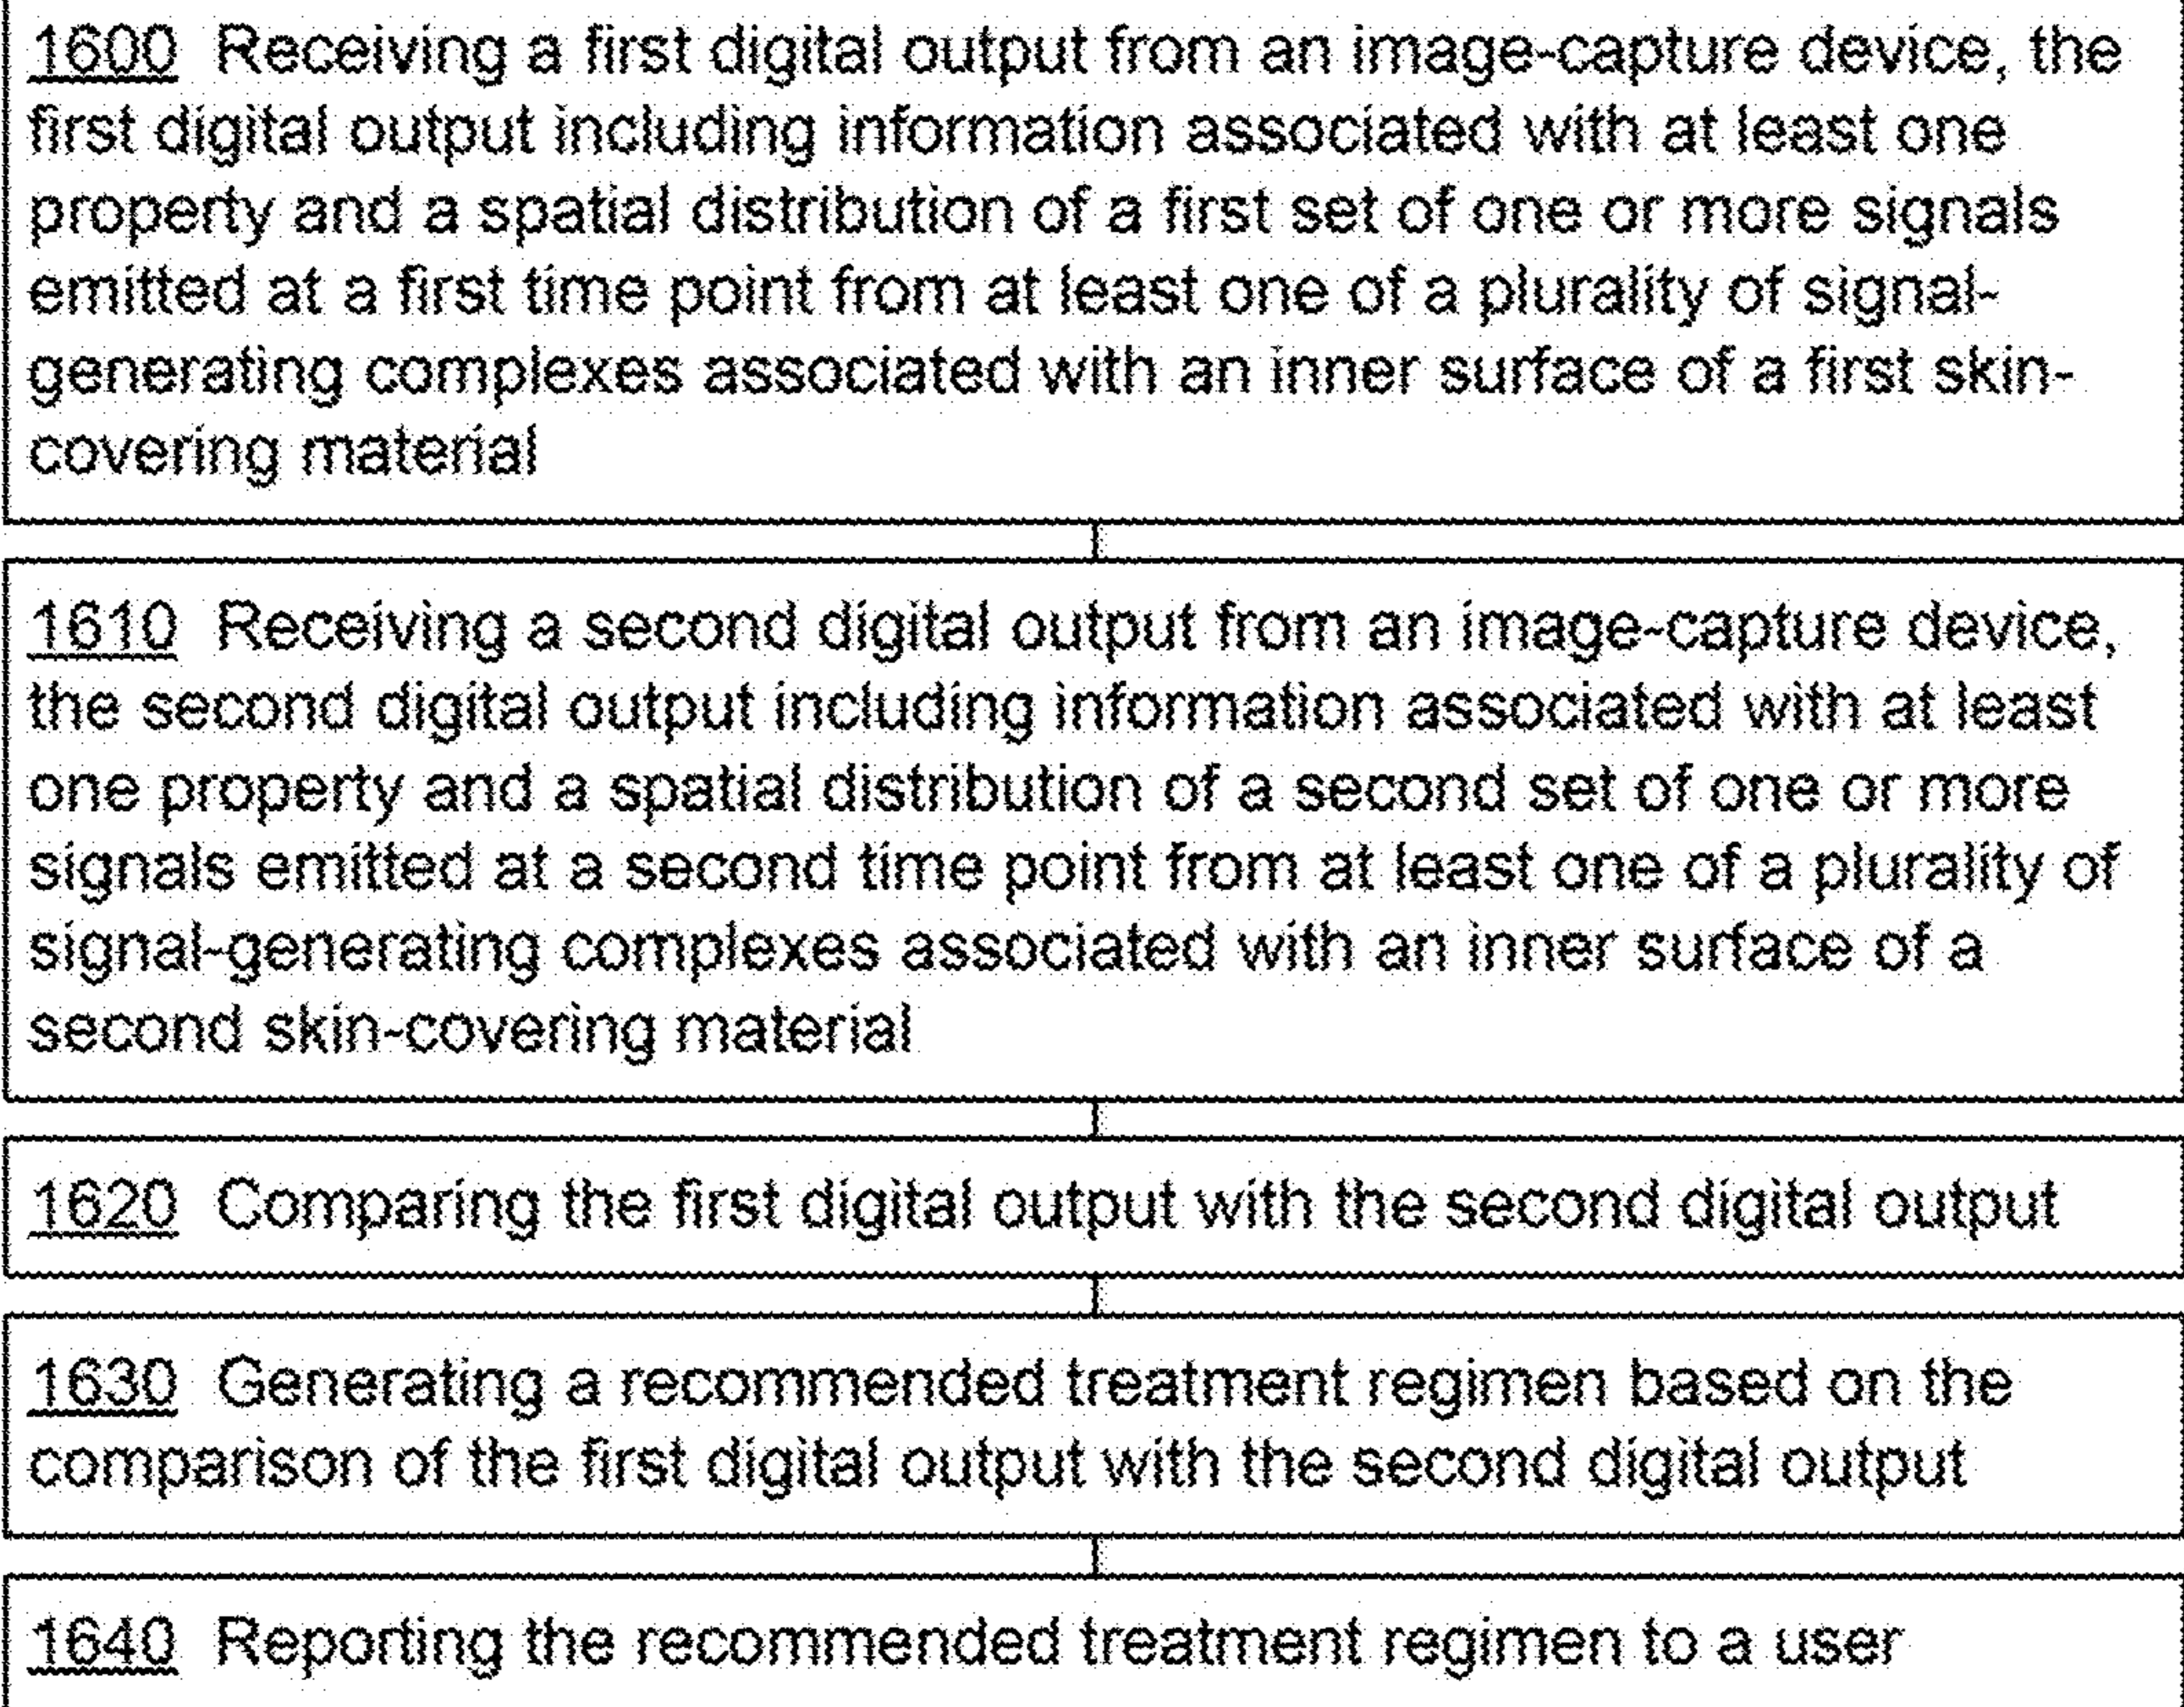 1600 Receiving a first digital output from an image-capture device, the
first digital output including information associated with at least one
property and a spatial distribution of a first set of one or more signals
emitted at a first time point from at least one of a plurality of signal-
generating complexes associated with an inner surface of a first skin-
covering material
1610 Receiving a second digital output from an image-capture device,
the second digital output including information associated with at least
one property and a spatial distribution of a second set of one or more
signals emitted at a second time point from at least one of a plurality of
signal-generating complexes associated with an inner surface of a
second skin-covering material
1620 Comparing the first digital output with the second digital output
1630 Generating a recommended treatment regimen based on the
comparison of the first digital output with the second digital output
1640 Reporting the recommended treatment regimen to a user